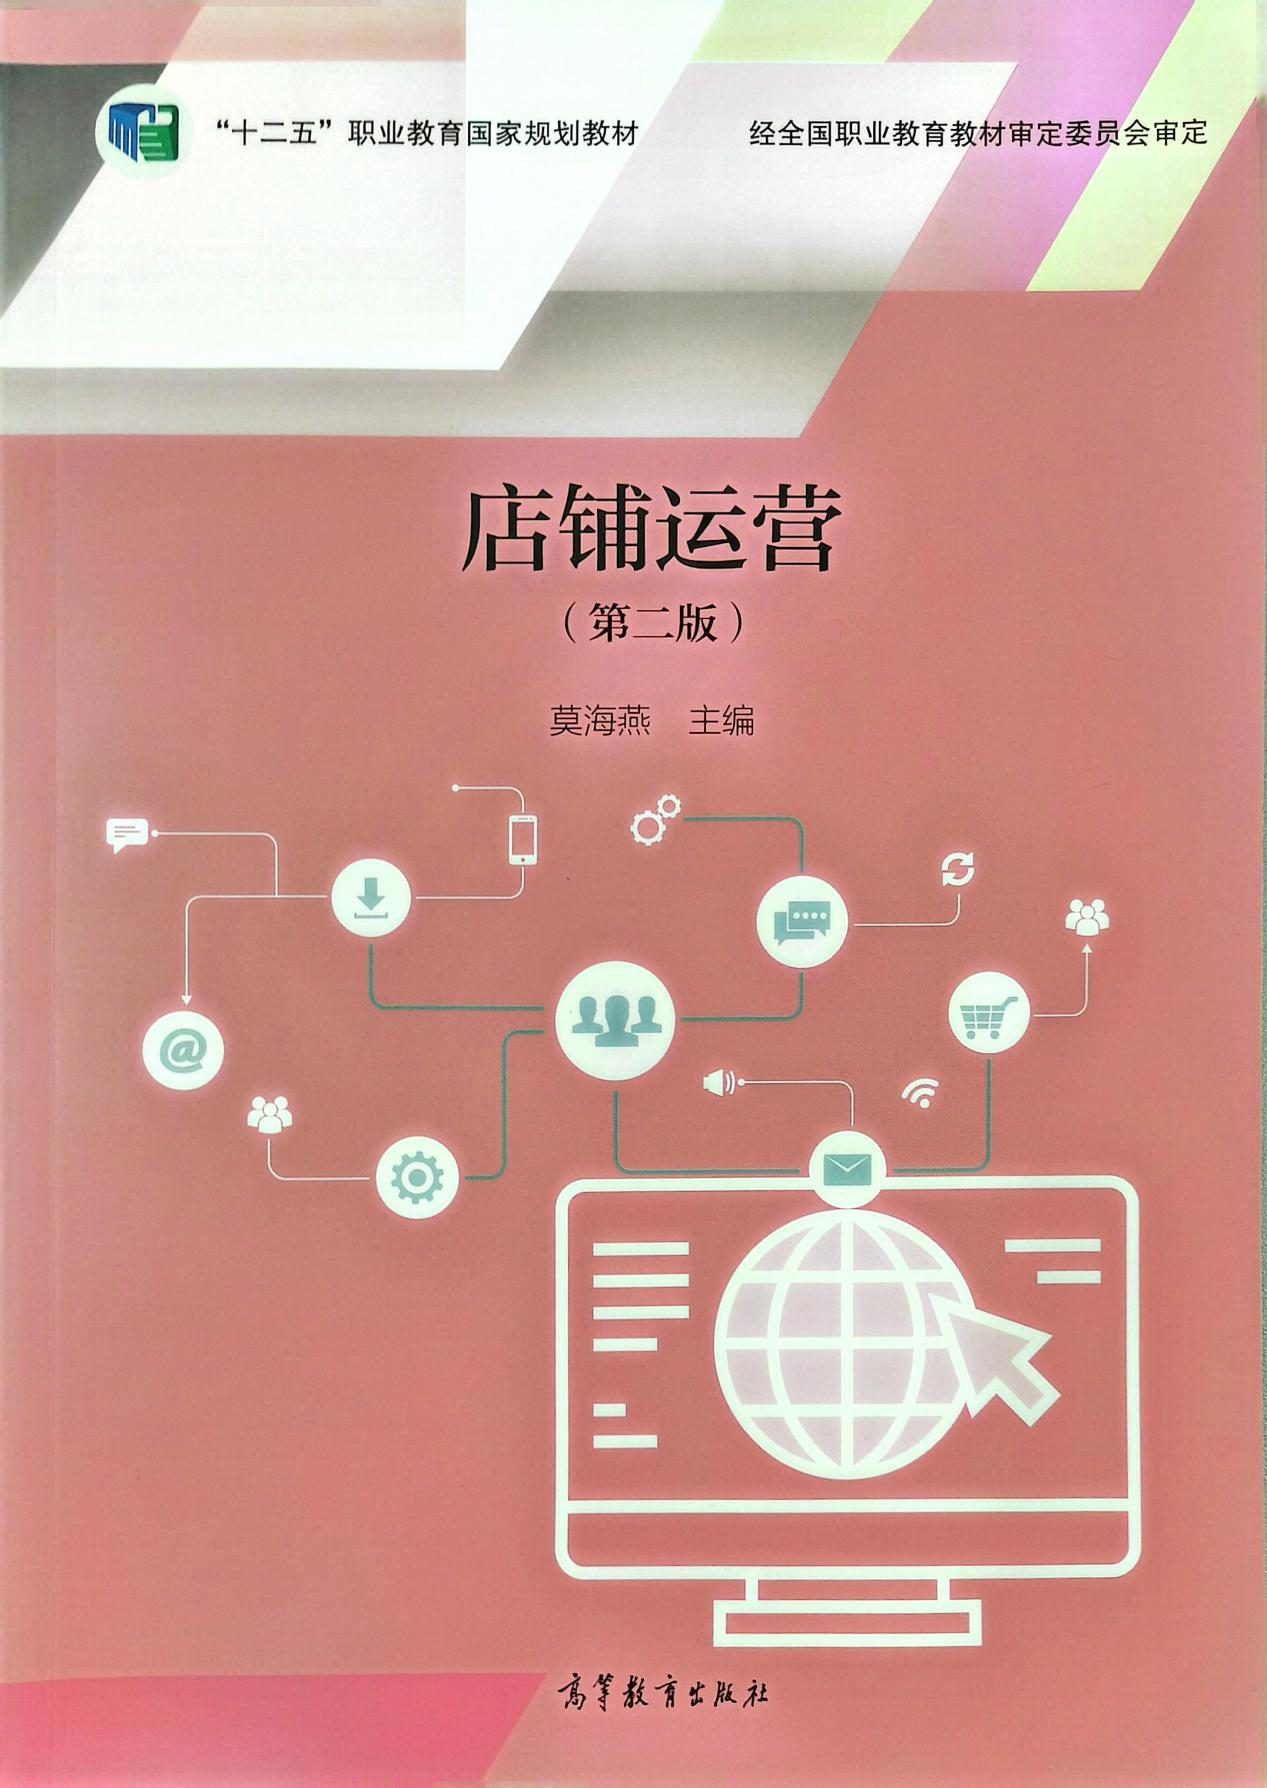 “十二五”职业教育国家规划教材 经全国职业教育教材审定委员会审定
店铺运营
（第二版）
莫海燕 主编
@
高等教育出版社